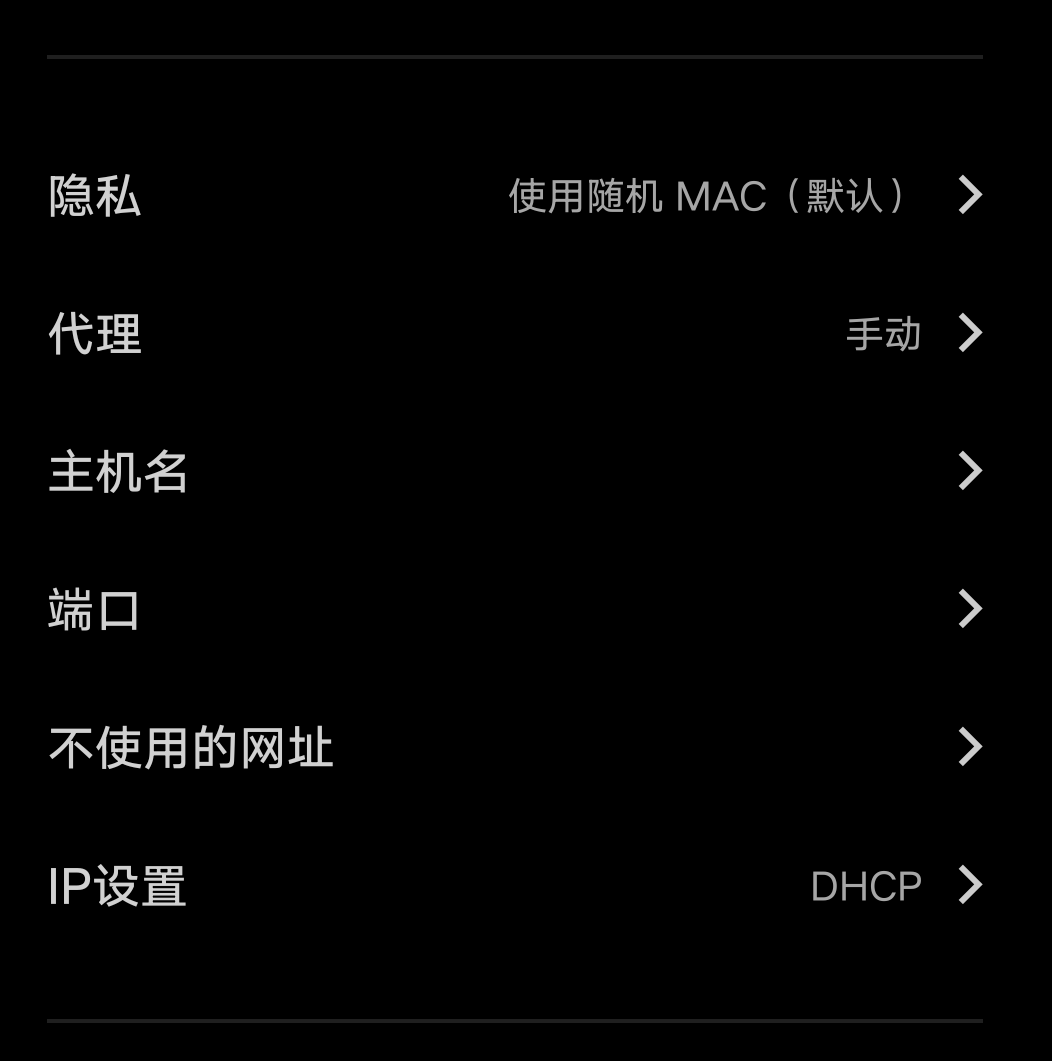 隐私 使用随机 MAC（默认）
代理 手动
主机名
端口
不使用的网址
IP设置 DHCP